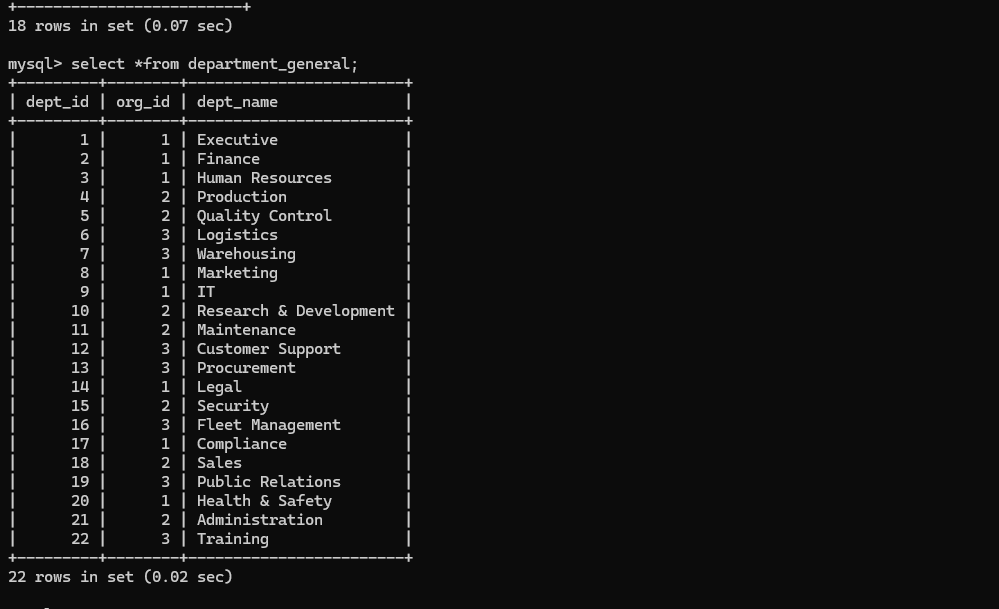 +-------------------------+
18 rows in set (0.07 sec)
mysql> select *from department_general;
+---------+--------+------------------------+
| dept_id | org_id | dept_name              |
+---------+--------+------------------------+
|       1 |      1 | Executive              |
|       2 |      1 | Finance                |
|       3 |      1 | Human Resources        |
|       4 |      2 | Production             |
|       5 |      2 | Quality Control        |
|       6 |      3 | Logistics              |
|       7 |      3 | Warehousing            |
|       8 |      1 | Marketing              |
|       9 |      1 | IT                     |
|      10 |      2 | Research & Development |
|      11 |      2 | Maintenance            |
|      12 |      3 | Customer Support       |
|      13 |      3 | Procurement            |
|      14 |      1 | Legal                  |
|      15 |      2 | Security               |
|      16 |      3 | Fleet Management       |
|      17 |      1 | Compliance             |
|      18 |      2 | Sales                  |
|      19 |      3 | Public Relations       |
|      20 |      1 | Health & Safety        |
|      21 |      2 | Administration         |
|      22 |      3 | Training               |
+---------+--------+------------------------+
22 rows in set (0.02 sec)